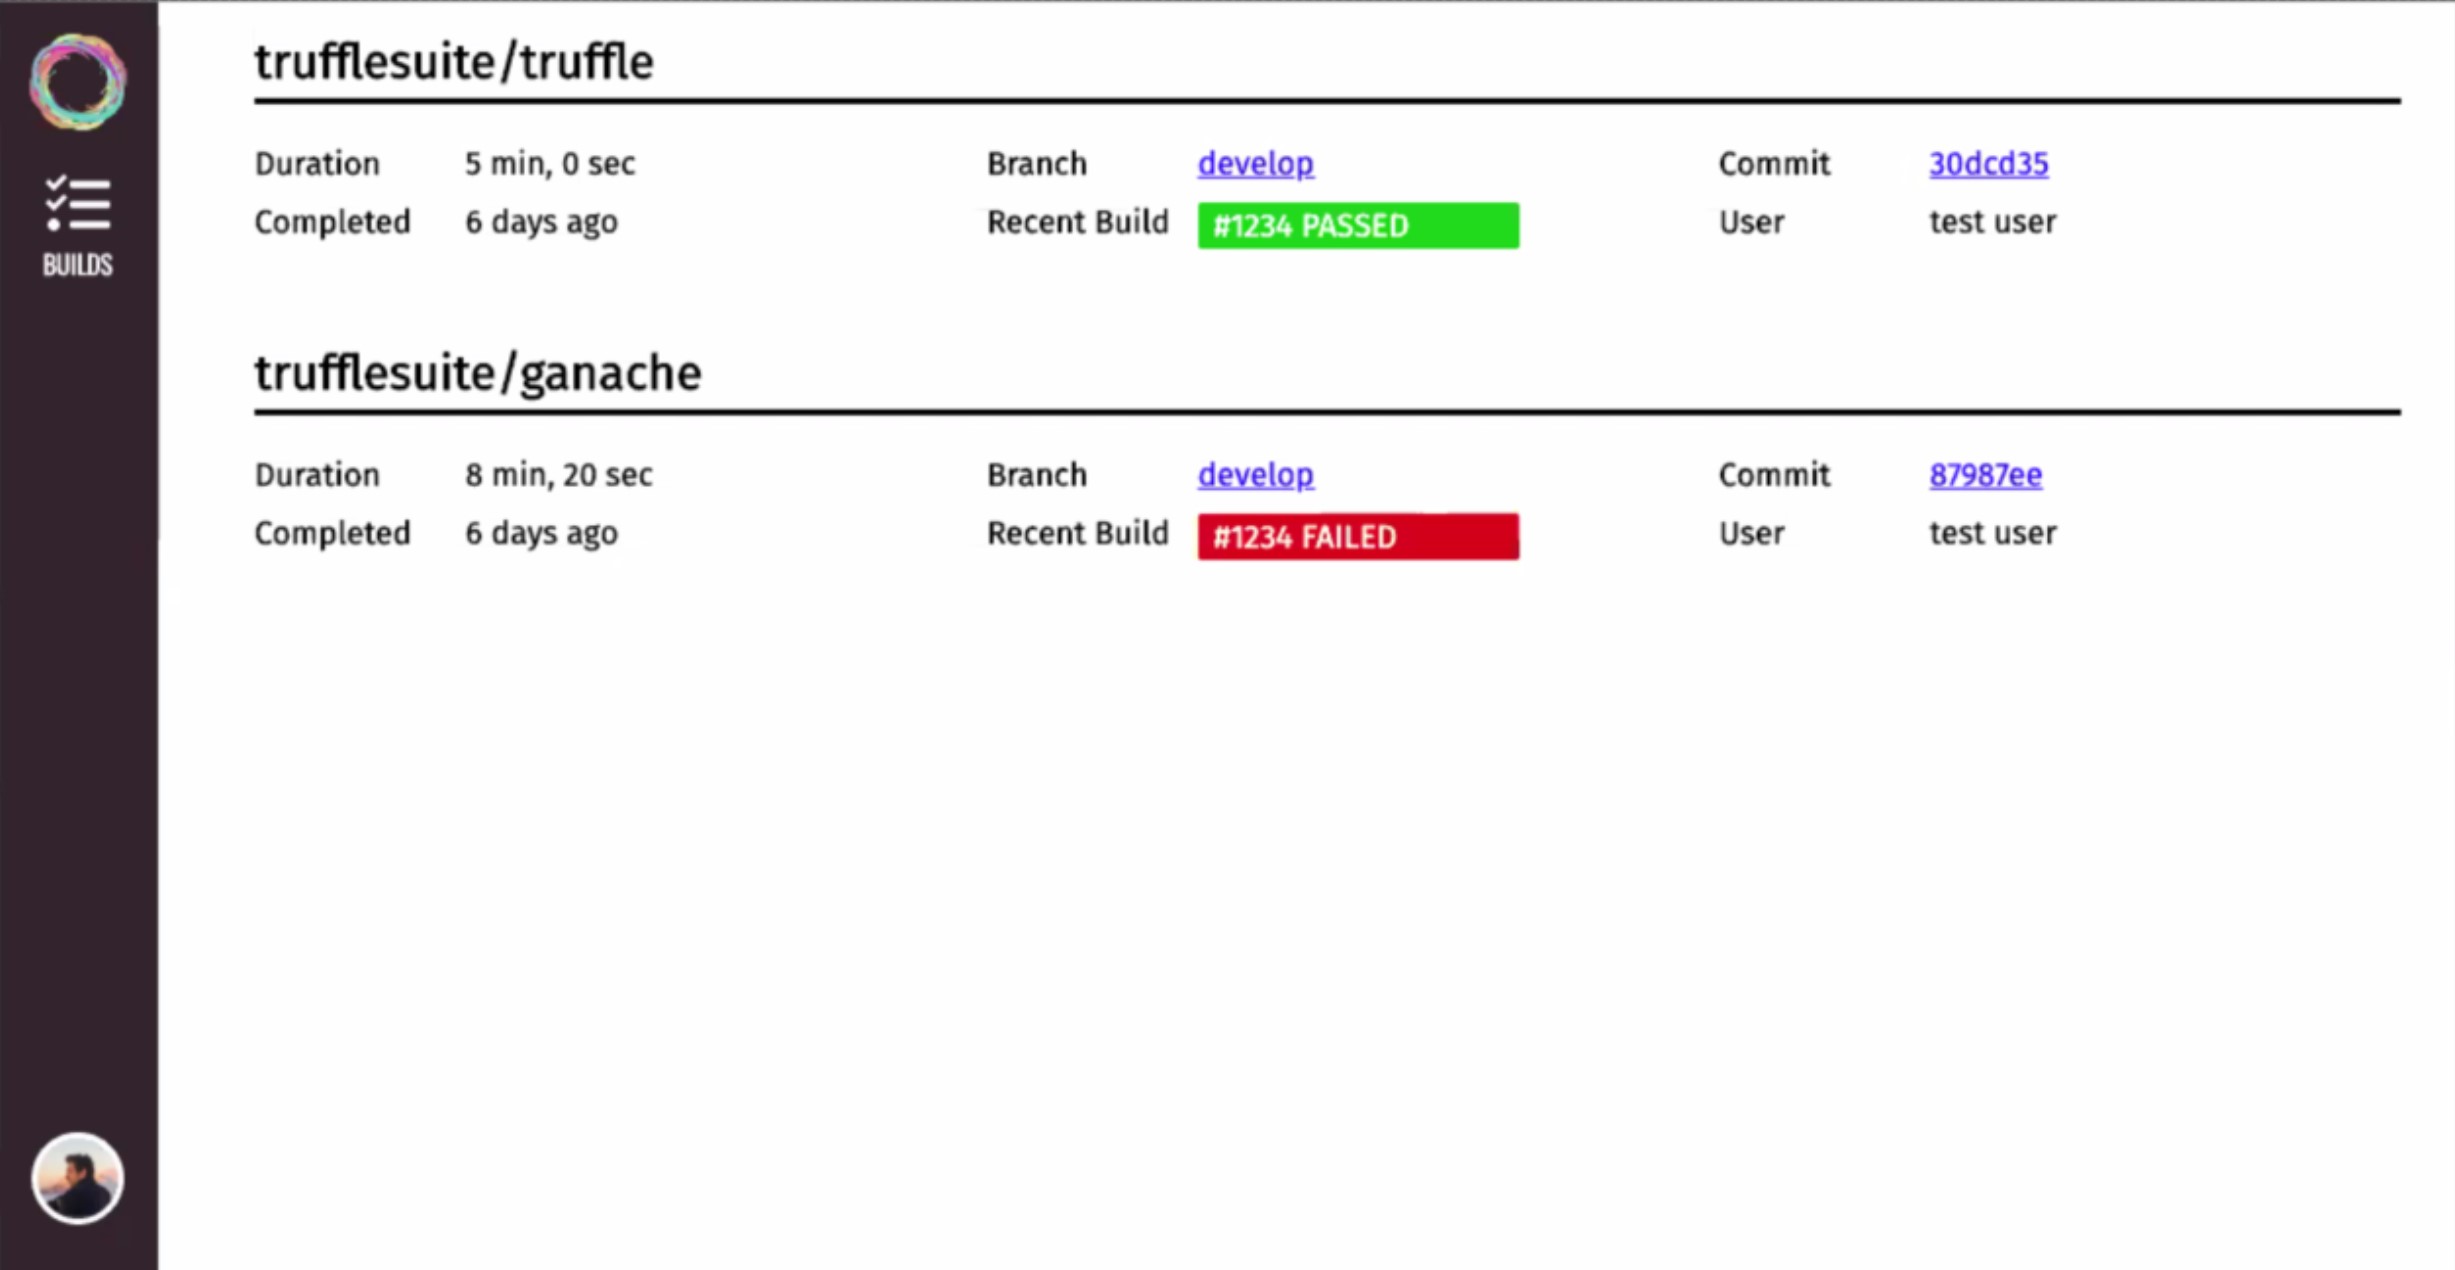 BUILDS
trufflesuite/truffle
Duration 5 min, 0 sec Branch develop Commit 30dcd35
Completed 6 days ago Recent Build #1234 PASSED User test user
trufflesuite/ganache
Duration 8 min, 20 sec Branch develop Commit 87987ee
Completed 6 days ago Recent Build #1234 FAILED User test user